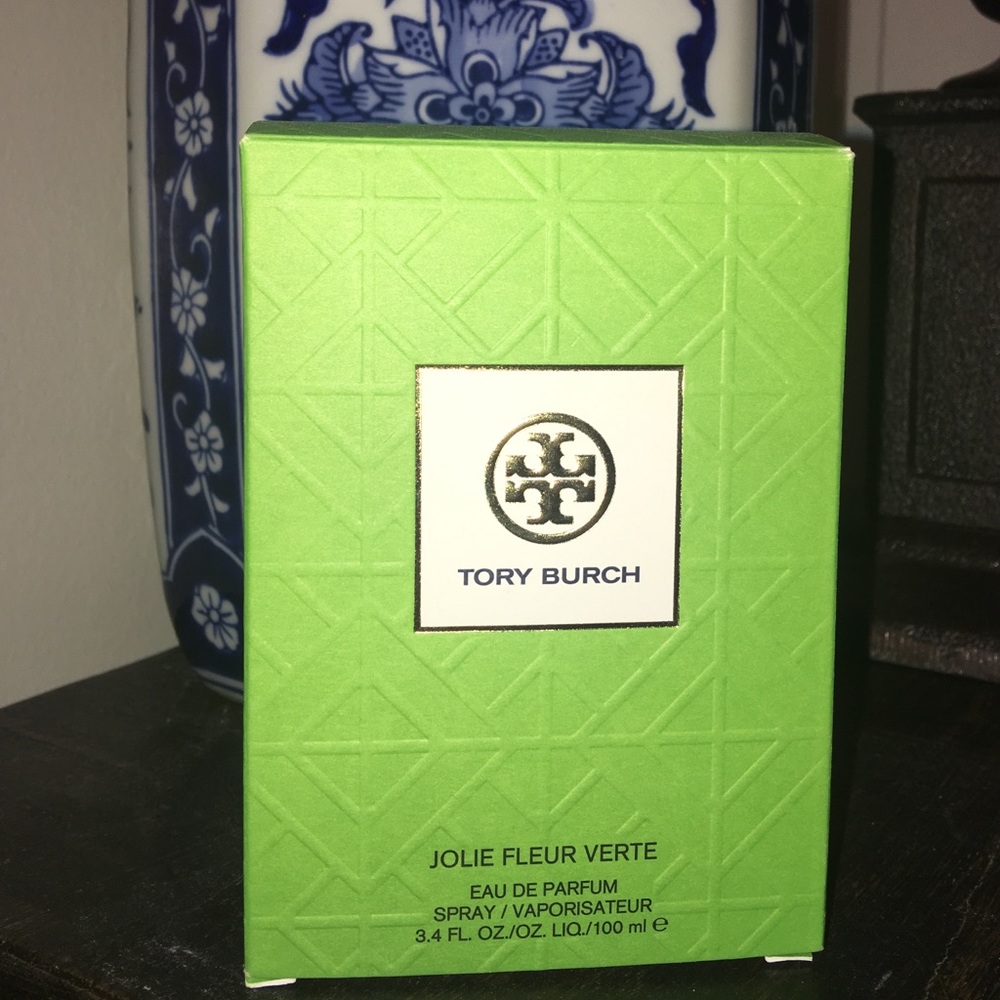 TORY BURCH
JOLIE FLEUR VERTE
EAU DE PARFUM
SPRAY / VAPORISATEUR
3.4 FL. OZ./OZ. LIQ./100 ml ℮